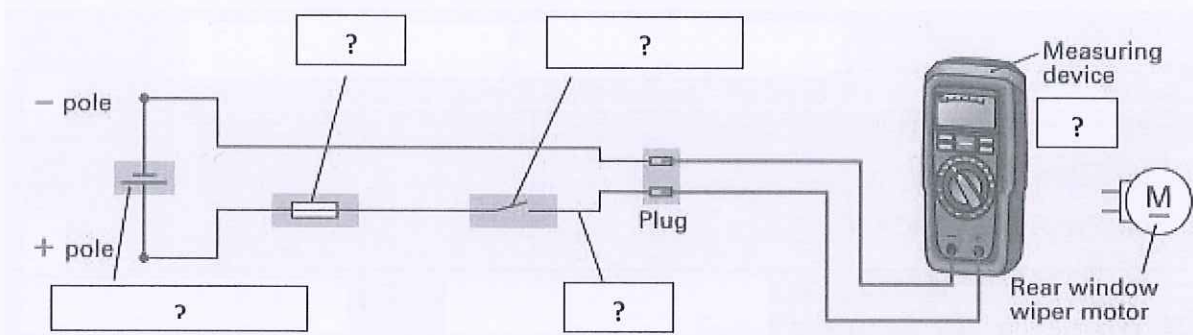 ?
?
Measuring
device
?
− pole
M
Plug
+ pole
?
?
Rear window
wiper motor